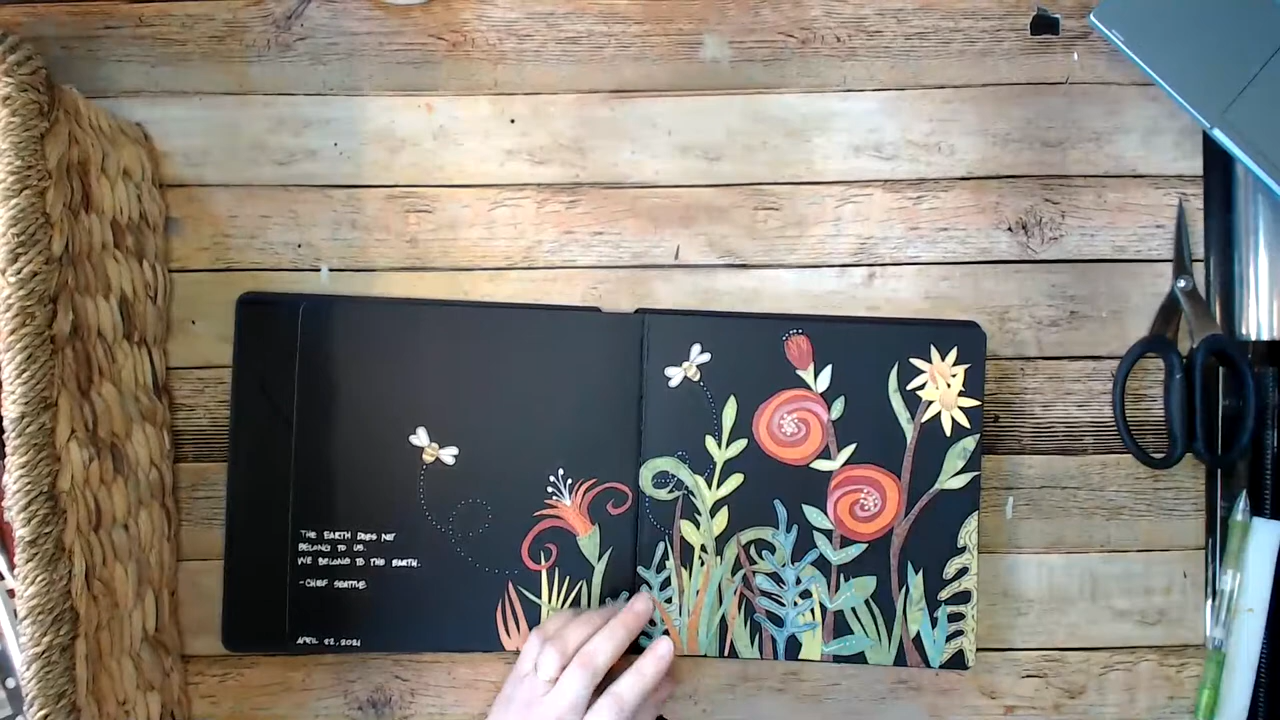 THE EARTH DOES NOT
BELONG TO US.
WE BELONG TO THE EARTH.
-CHIEF SEATTLE
APRIL 22, 2021